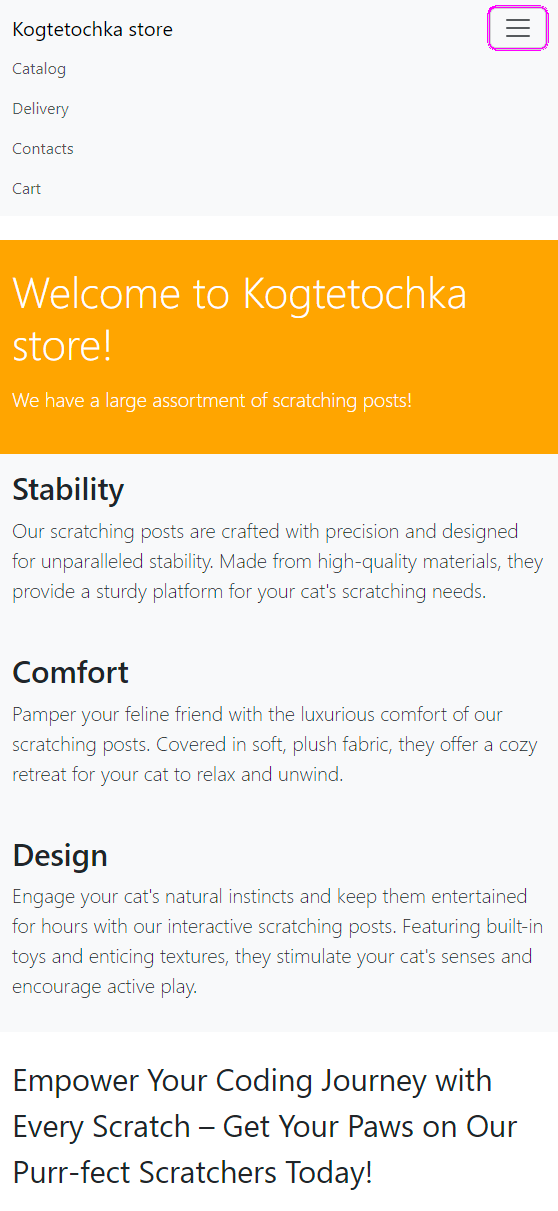 Kogtetochka store
Catalog
Delivery
Contacts
Cart
Welcome to Kogtetochka
store!
We have a large assortment of scratching posts!
Stability
Our scratching posts are crafted with precision and designed
for unparalleled stability. Made from high-quality materials, they
provide a sturdy platform for your cat's scratching needs.
Comfort
Pamper your feline friend with the luxurious comfort of our
scratching posts. Covered in soft, plush fabric, they offer a cozy
retreat for your cat to relax and unwind.
Design
Engage your cat's natural instincts and keep them entertained
for hours with our interactive scratching posts. Featuring built-in
toys and enticing textures, they stimulate your cat's senses and
encourage active play.
Empower Your Coding Journey with
Every Scratch – Get Your Paws on Our
Purr-fect Scratchers Today!